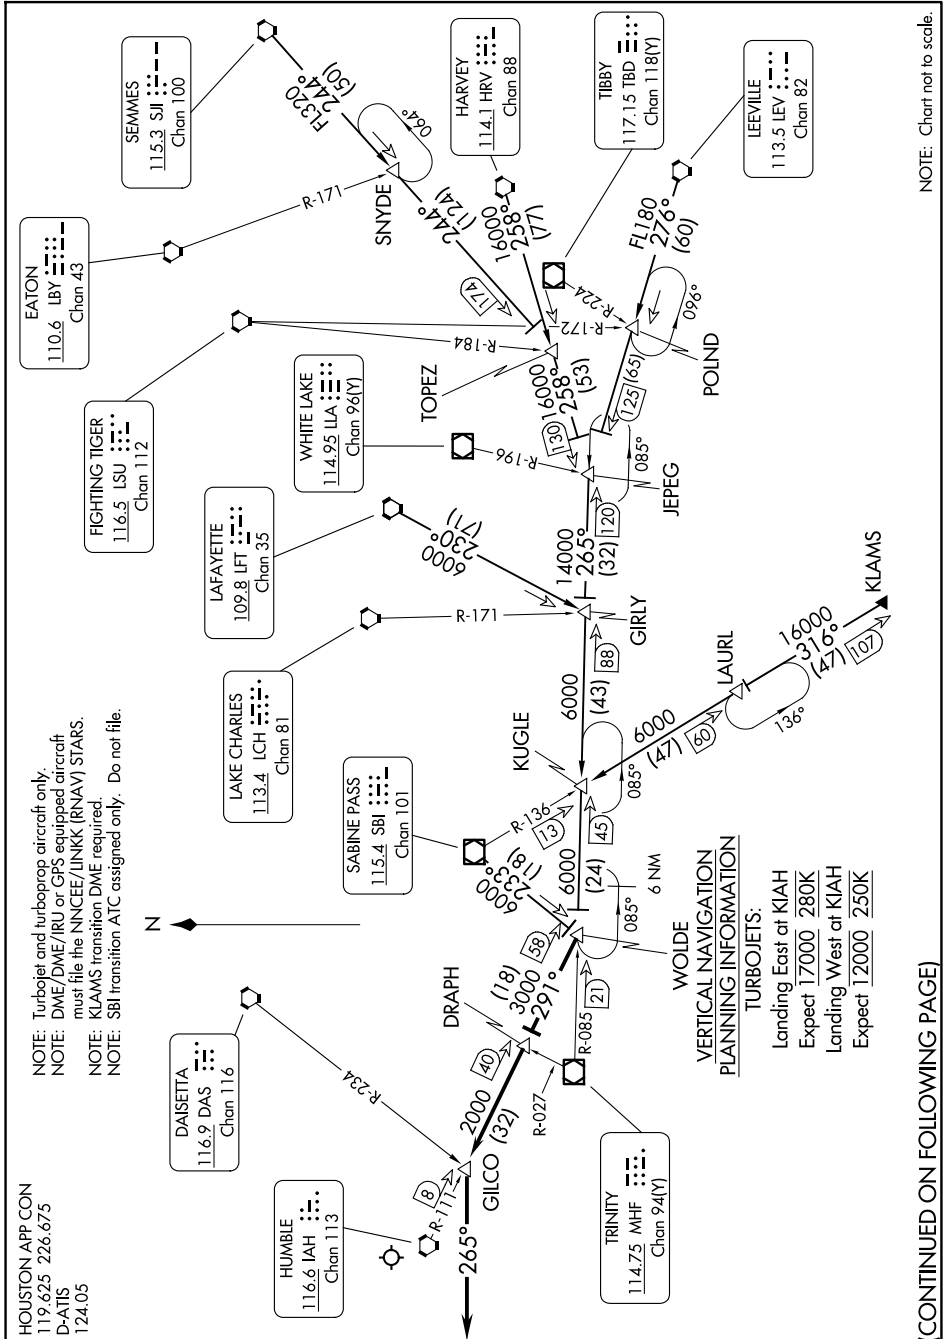 HOUSTON APP CON
119.625 226.675
D-ATIS
124.05
NOTE: Turbojet and turboprop aircraft only.
NOTE: DME/DME/IRU or GPS equipped aircraft
must file the NNCEE/LINKK (RNAV) STARS.
NOTE: KLAMS transition DME required.
NOTE: SBI transition ATC assigned only. Do not file.
N
EATON
110.6 LBY
Chan 43
SEMMES
115.3 SJI
Chan 100
FIGHTING TIGER
116.5 LSU
Chan 112
HARVEY
114.1 HRV
Chan 88
WHITE LAKE
114.95 LLA
Chan 96(Y)
TIBBY
117.15 TBD
Chan 118(Y)
LAFAYETTE
109.8 LFT
Chan 35
LEEVILLE
113.5 LEV
Chan 82
LAKE CHARLES
113.4 LCH
Chan 81
SABINE PASS
115.4 SBI
Chan 101
DAISETTA
116.9 DAS
Chan 116
HUMBLE
116.6 IAH
Chan 113
TRINITY
114.75 MHF
Chan 94(Y)
FL320
244°
(50)
R-171
SNYDE
064°
244°
(124)
174
16000
258°
(77)
R-184
R-172
R-224
TOPEZ
FL180
276°
(60)
096°
POLND
16000
258°
(53)
130
125
(65)
R-196
085°
JEPEG
120
14000
265°
(32)
6000
230°
(71)
R-171
GIRLY
88
6000
(43)
KUGLE
085°
45
R-136
13
6000
(47)
60
LAURL
136°
16000
316°
(47)
107
KLAMS
6000
233°
(18)
58
6000
(24)
6 NM
085°
WOLDE
21
R-085
DRAPH
(18)
3000
291°
40
R-027
2000
(32)
R-234
GILCO
8
R-111
265°
VERTICAL NAVIGATION
PLANNING INFORMATION
TURBOJETS:
Landing East at KIAH
Expect 17000 280K
Landing West at KIAH
Expect 12000 250K
NOTE: Chart not to scale.
(CONTINUED ON FOLLOWING PAGE)